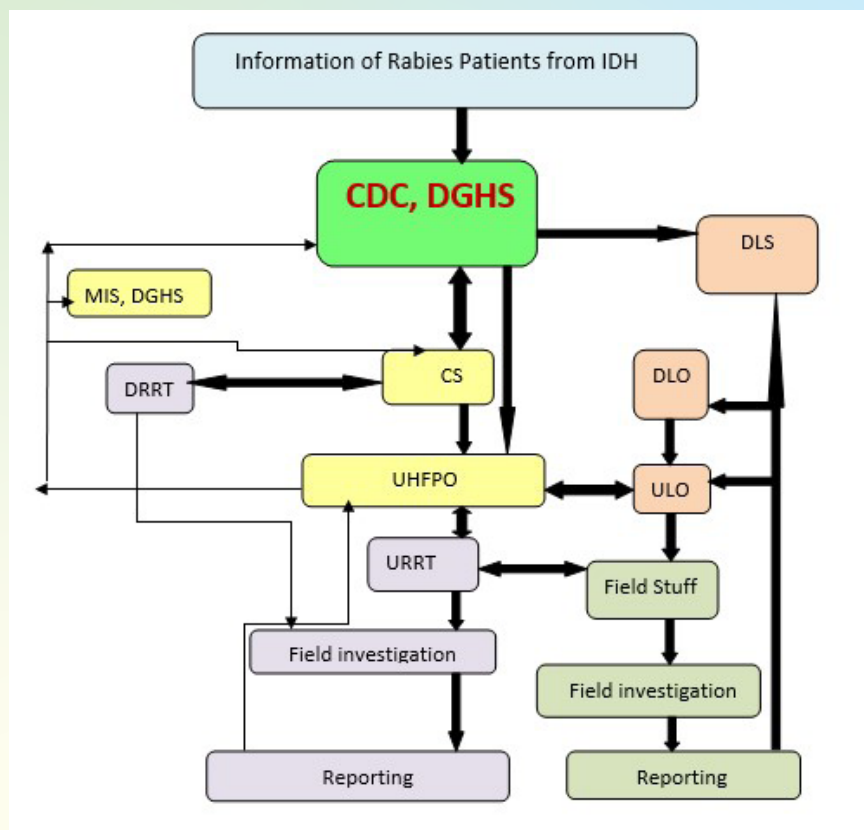 Information of Rabies Patients from IDH
CDC, DGHS
DLS
MIS, DGHS
CS
DRRT
DLO
UHFPO
ULO
URRT
Field Stuff
Field investigation
Field investigation
Reporting
Reporting